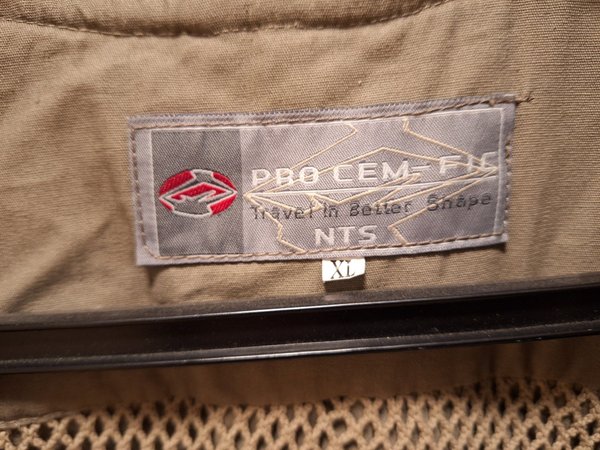 PRO CEM-FIC
Travel in Better Shape
NTS
XL